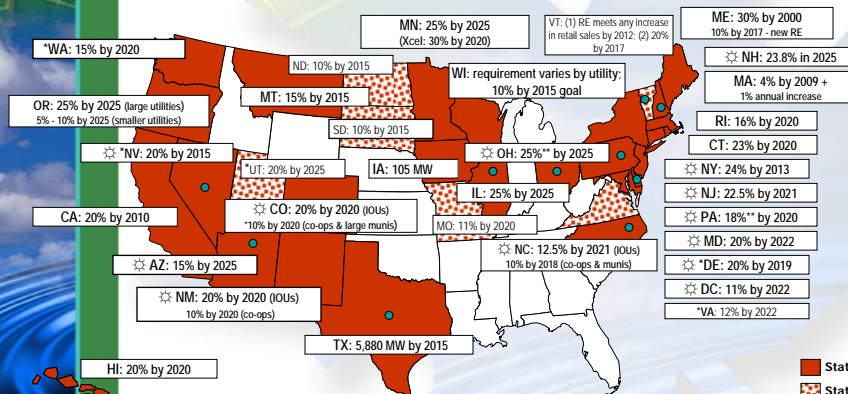 MN: 25% by 2025
(Xcel: 30% by 2020)
VT: (1) RE meets any increase
in retail sales by 2012; (2) 20%
by 2017
ME: 30% by 2000
10% by 2017 - new RE
*WA: 15% by 2020
☼ NH: 23.8% in 2025
ND: 10% by 2015
WI: requirement varies by utility;
10% by 2015 goal
MA: 4% by 2009 +
1% annual increase
OR: 25% by 2025 (large utilities)
5% - 10% by 2025 (smaller utilities)
MT: 15% by 2015
RI: 16% by 2020
SD: 10% by 2015
CT: 23% by 2020
☼ *NV: 20% by 2015
☼ OH: 25%** by 2025
*UT: 20% by 2025
IA: 105 MW
☼ NY: 24% by 2013
IL: 25% by 2025
☼ NJ: 22.5% by 2021
CA: 20% by 2010
☼ CO: 20% by 2020 (IOUs)
*10% by 2020 (co-ops & large munis)
MO: 11% by 2020
☼ PA: 18%** by 2020
☼ NC: 12.5% by 2021 (IOUs)
10% by 2018 (co-ops & munis)
☼ MD: 20% by 2022
☼ AZ: 15% by 2025
☼ *DE: 20% by 2019
☼ NM: 20% by 2020 (IOUs)
10% by 2020 (co-ops)
☼ DC: 11% by 2022
*VA: 12% by 2022
TX: 5,880 MW by 2015
HI: 20% by 2020
Stat
Stat